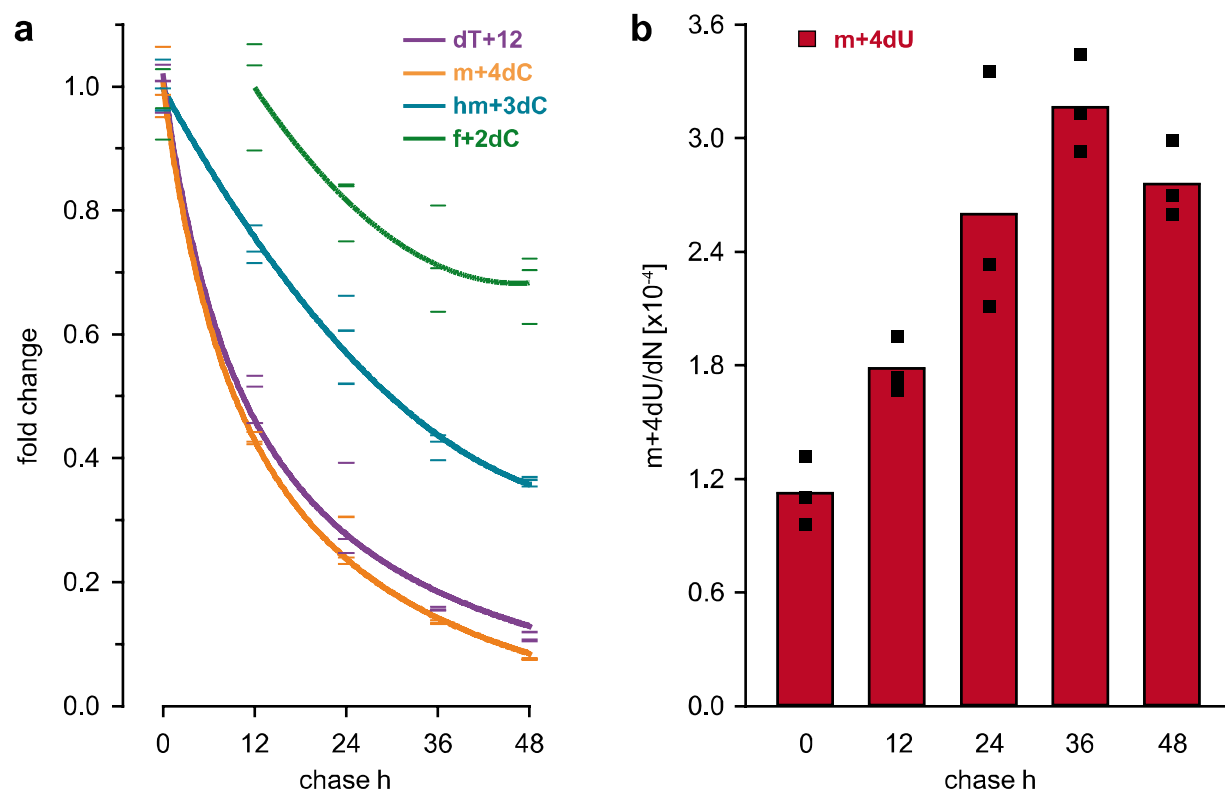 a
dT+12
m+4dC
hm+3dC
f+2dC
fold change
1.0
0.8
0.6
0.4
0.2
0.0
0 12 24 36 48
chase h
b
m+4dU
m+4dU/dN [x10⁻⁴]
3.6
3.0
2.4
1.8
1.2
0.6
0.0
0 12 24 36 48
chase h